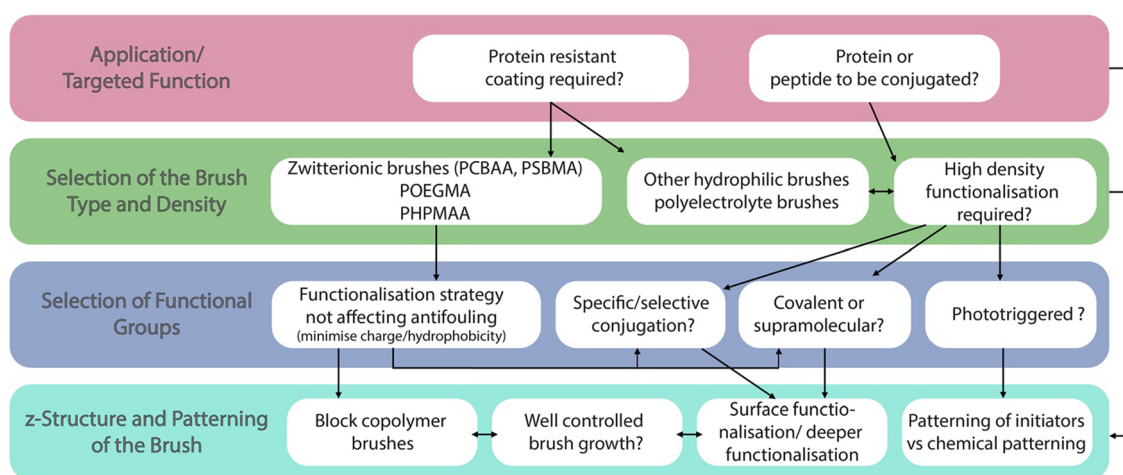 Application/
Targeted Function
Protein resistant
coating required?
Protein or
peptide to be conjugated?
Selection of the Brush
Type and Density
Zwitterionic brushes (PCBAA, PSBMA)
POEGMA
PHPMAA
Other hydrophilic brushes
polyelectrolyte brushes
High density
functionalisation
required?
Selection of Functional
Groups
Functionalisation strategy
not affecting antifouling
(minimise charge/hydrophobicity)
Specific/selective
conjugation?
Covalent or
supramolecular?
Phototriggered ?
z-Structure and Patterning
of the Brush
Block copolymer
brushes
Well controlled
brush growth?
Surface functio-
nalisation/ deeper
functionalisation
Patterning of initiators
vs chemical patterning